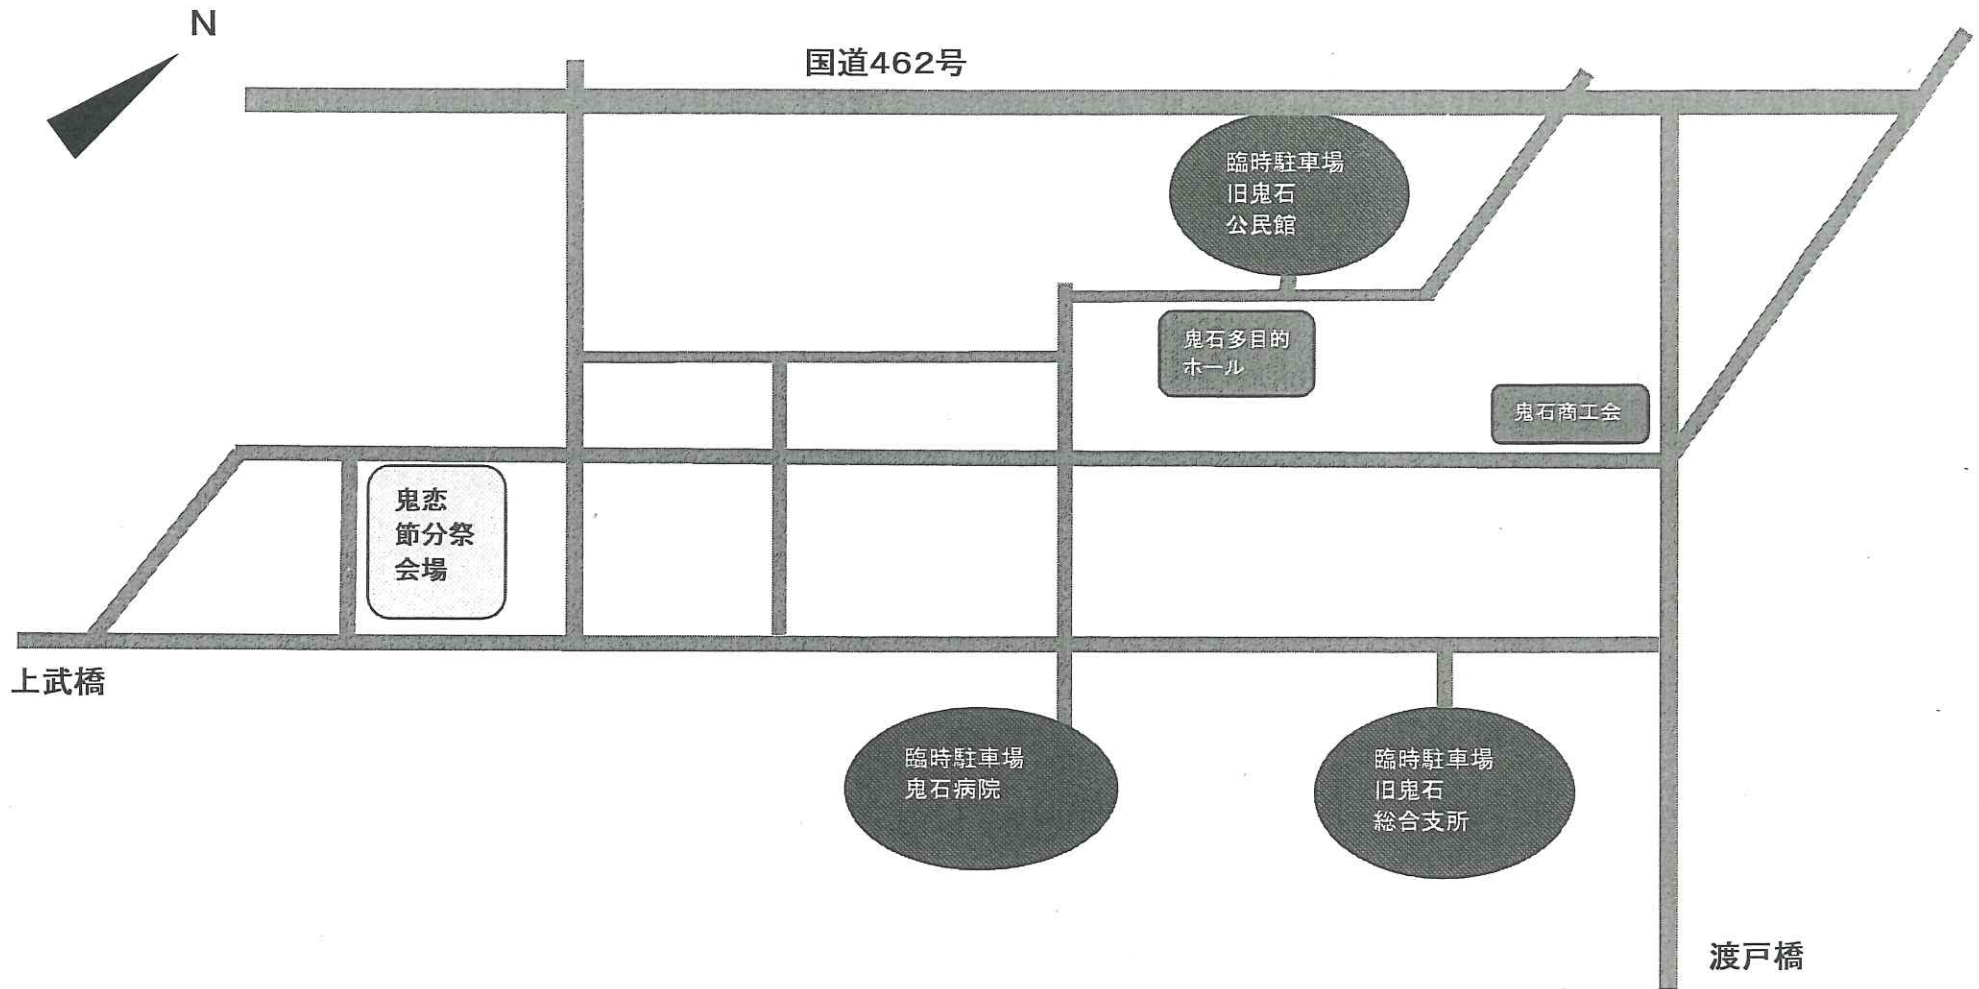 N
国道462号
臨時駐車場
旧鬼石
公民館
鬼石多目的
ホール
鬼石商工会
鬼恋
節分祭
会場
上武橋
臨時駐車場
鬼石病院
臨時駐車場
旧鬼石
総合支所
渡戸橋